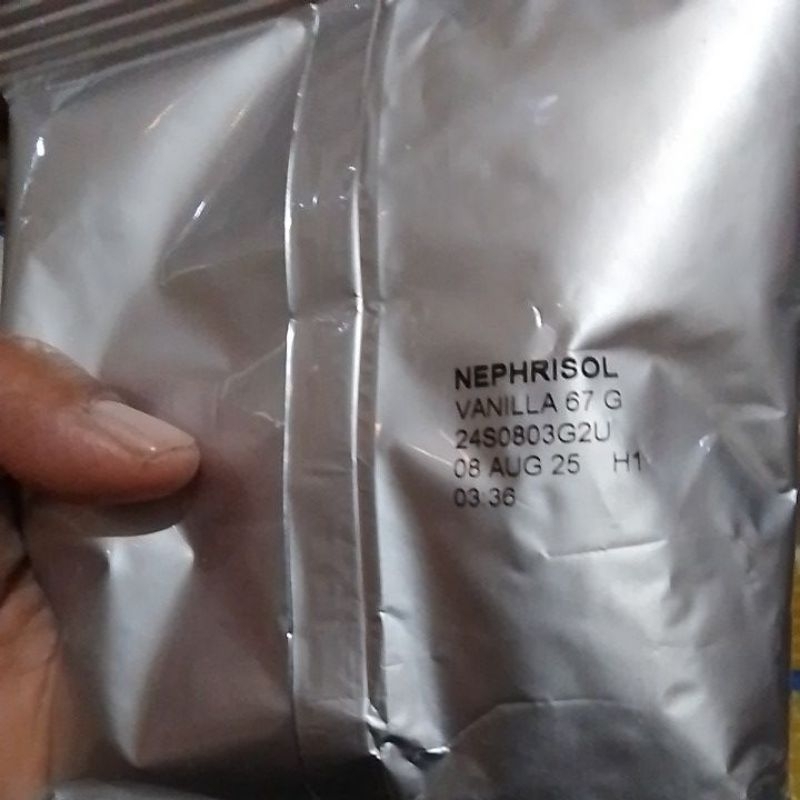 NEPHRISOL
VANILLA 67 G
24S0803G2U
08 AUG 25 H1
03:36